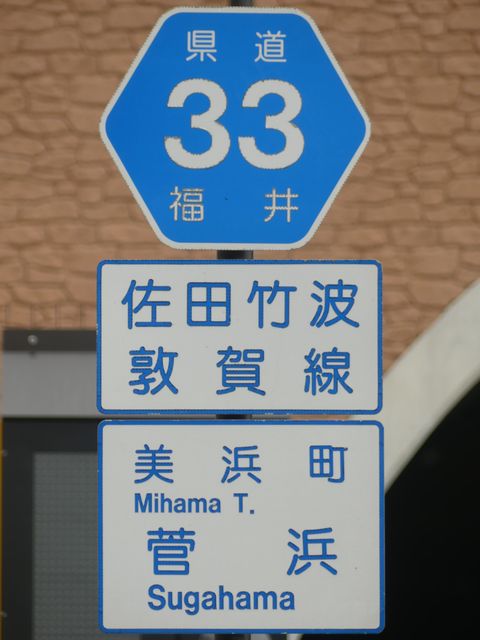 県道
33
福井
佐田竹波
敦賀線
美浜町
Mihama T.
菅浜
Sugahama